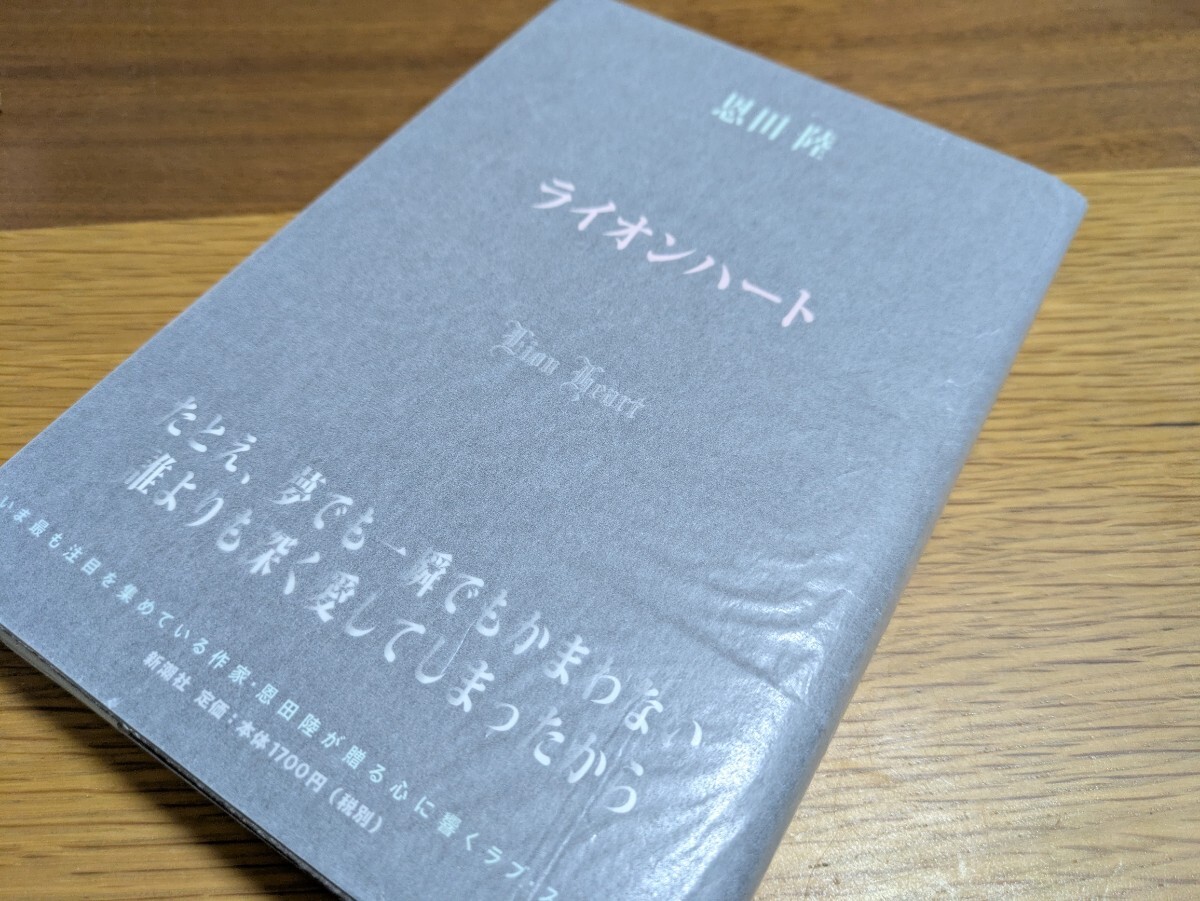 恩田 陸
ライオンハート
Lion Heart
たとえ、夢でも一瞬でもかまわない
誰よりも深く愛してしまったから
いま最も注目を集めている作家・恩田陸が贈る心に響くラブ・ス
新潮社 定価:本体1700円(税別)